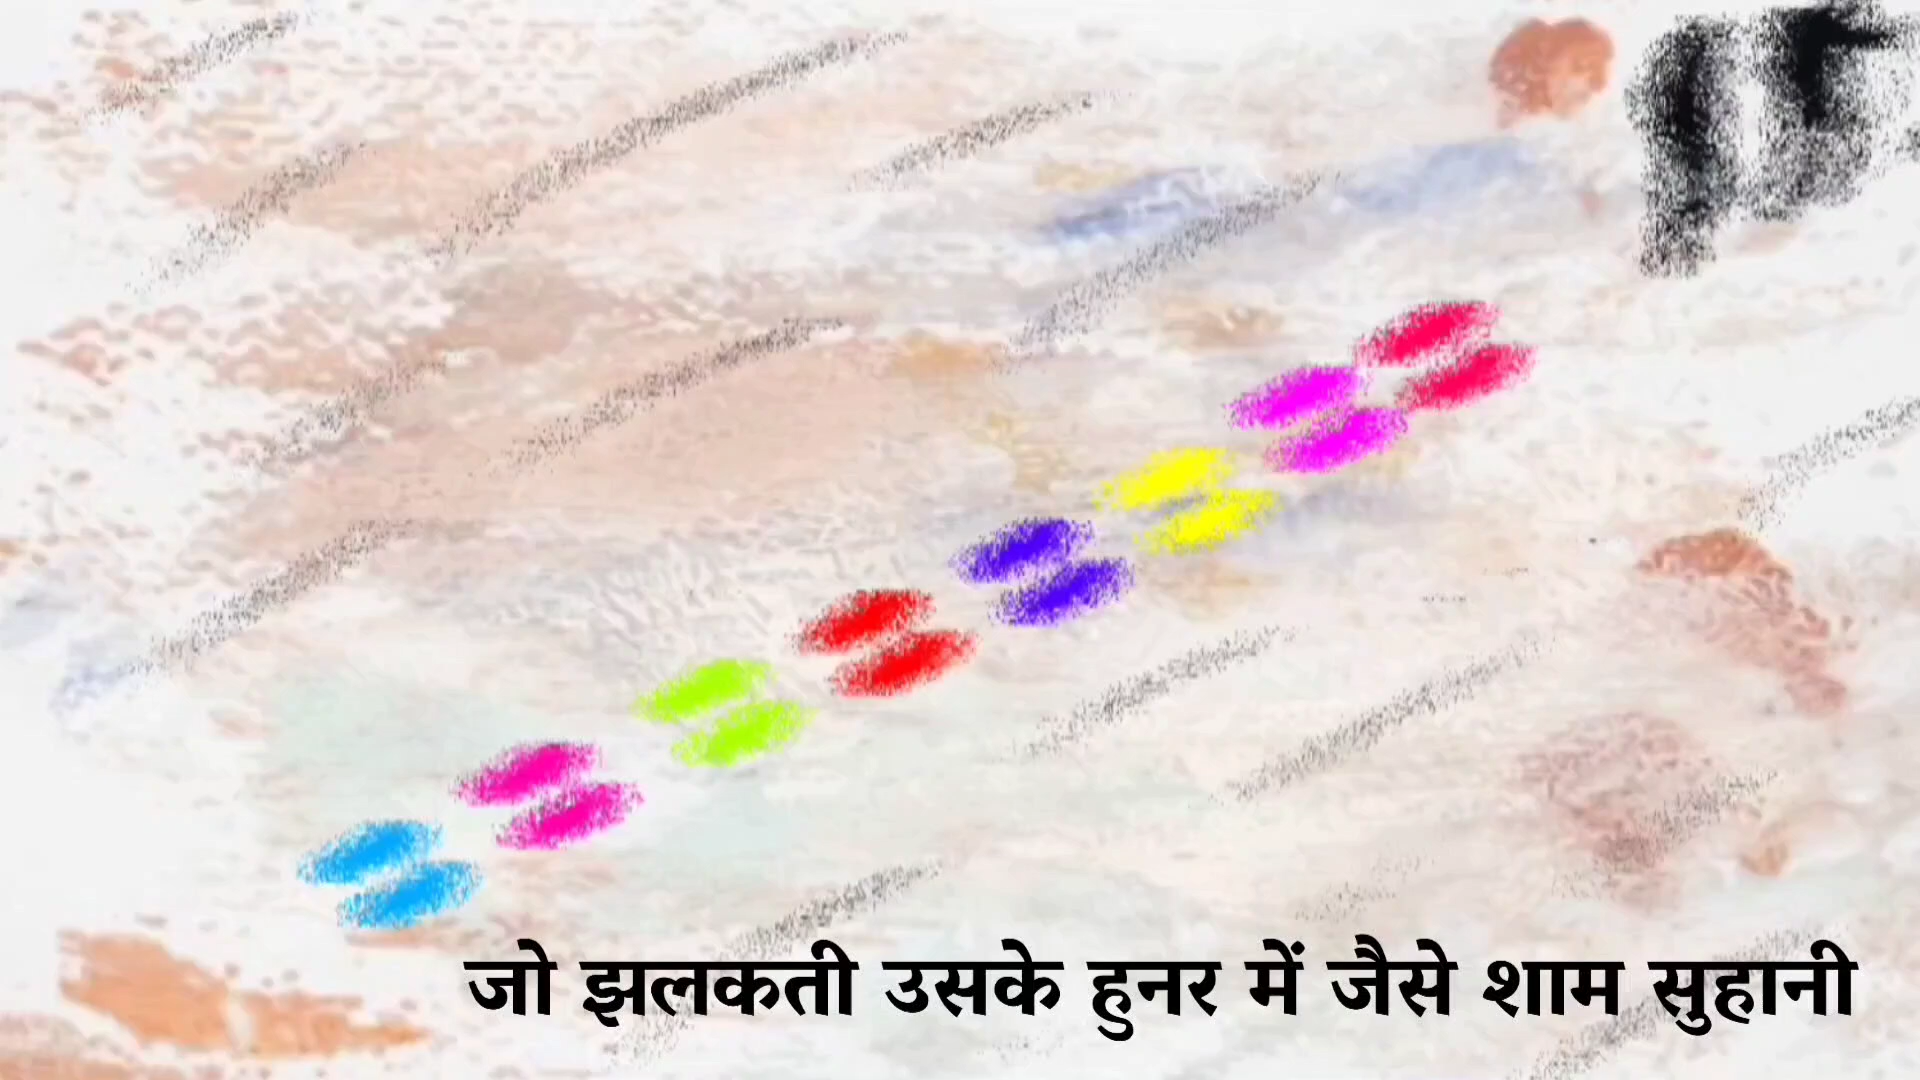 जो झलकती उसके हुनर में जैसे शाम सुहानी